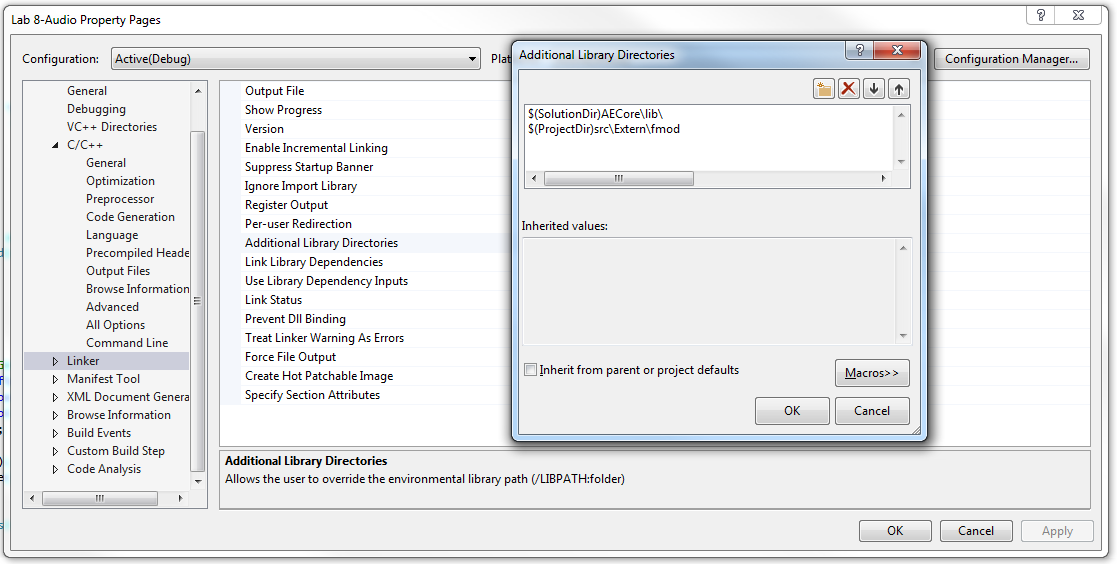 Lab 8-Audio Property Pages
Configuration:
Active(Debug)
Configuration Manager...
General
Debugging
VC++ Directories
C/C++
General
Optimization
Preprocessor
Code Generation
Language
Precompiled Heade
Output Files
Browse Information
Advanced
All Options
Command Line
Linker
Manifest Tool
XML Document Genera
Browse Information
Build Events
Custom Build Step
Code Analysis
Output File
Show Progress
Version
Enable Incremental Linking
Suppress Startup Banner
Ignore Import Library
Register Output
Per-user Redirection
Additional Library Directories
Link Library Dependencies
Use Library Dependency Inputs
Link Status
Prevent Dll Binding
Treat Linker Warning As Errors
Force File Output
Create Hot Patchable Image
Specify Section Attributes
Additional Library Directories
$(SolutionDir)AECore\lib\
$(ProjectDir)src\Extern\fmod
Inherited values:
Inherit from parent or project defaults
Macros>>
OK
Cancel
Additional Library Directories
Allows the user to override the environmental library path (/LIBPATH:folder)
OK
Cancel
Apply